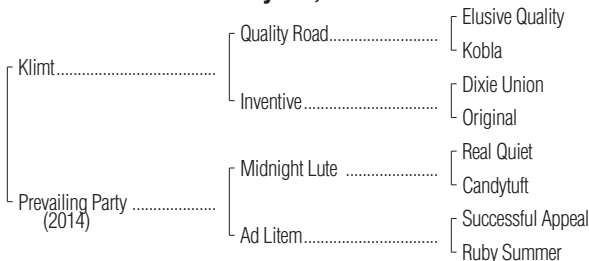 Elusive Quality
Quality Road
Kobla
Klimt
Dixie Union
Inventive
Original
Real Quiet
Midnight Lute
Candytuft
Prevailing Party
(2014)
Successful Appeal
Ad Litem
Ruby Summer